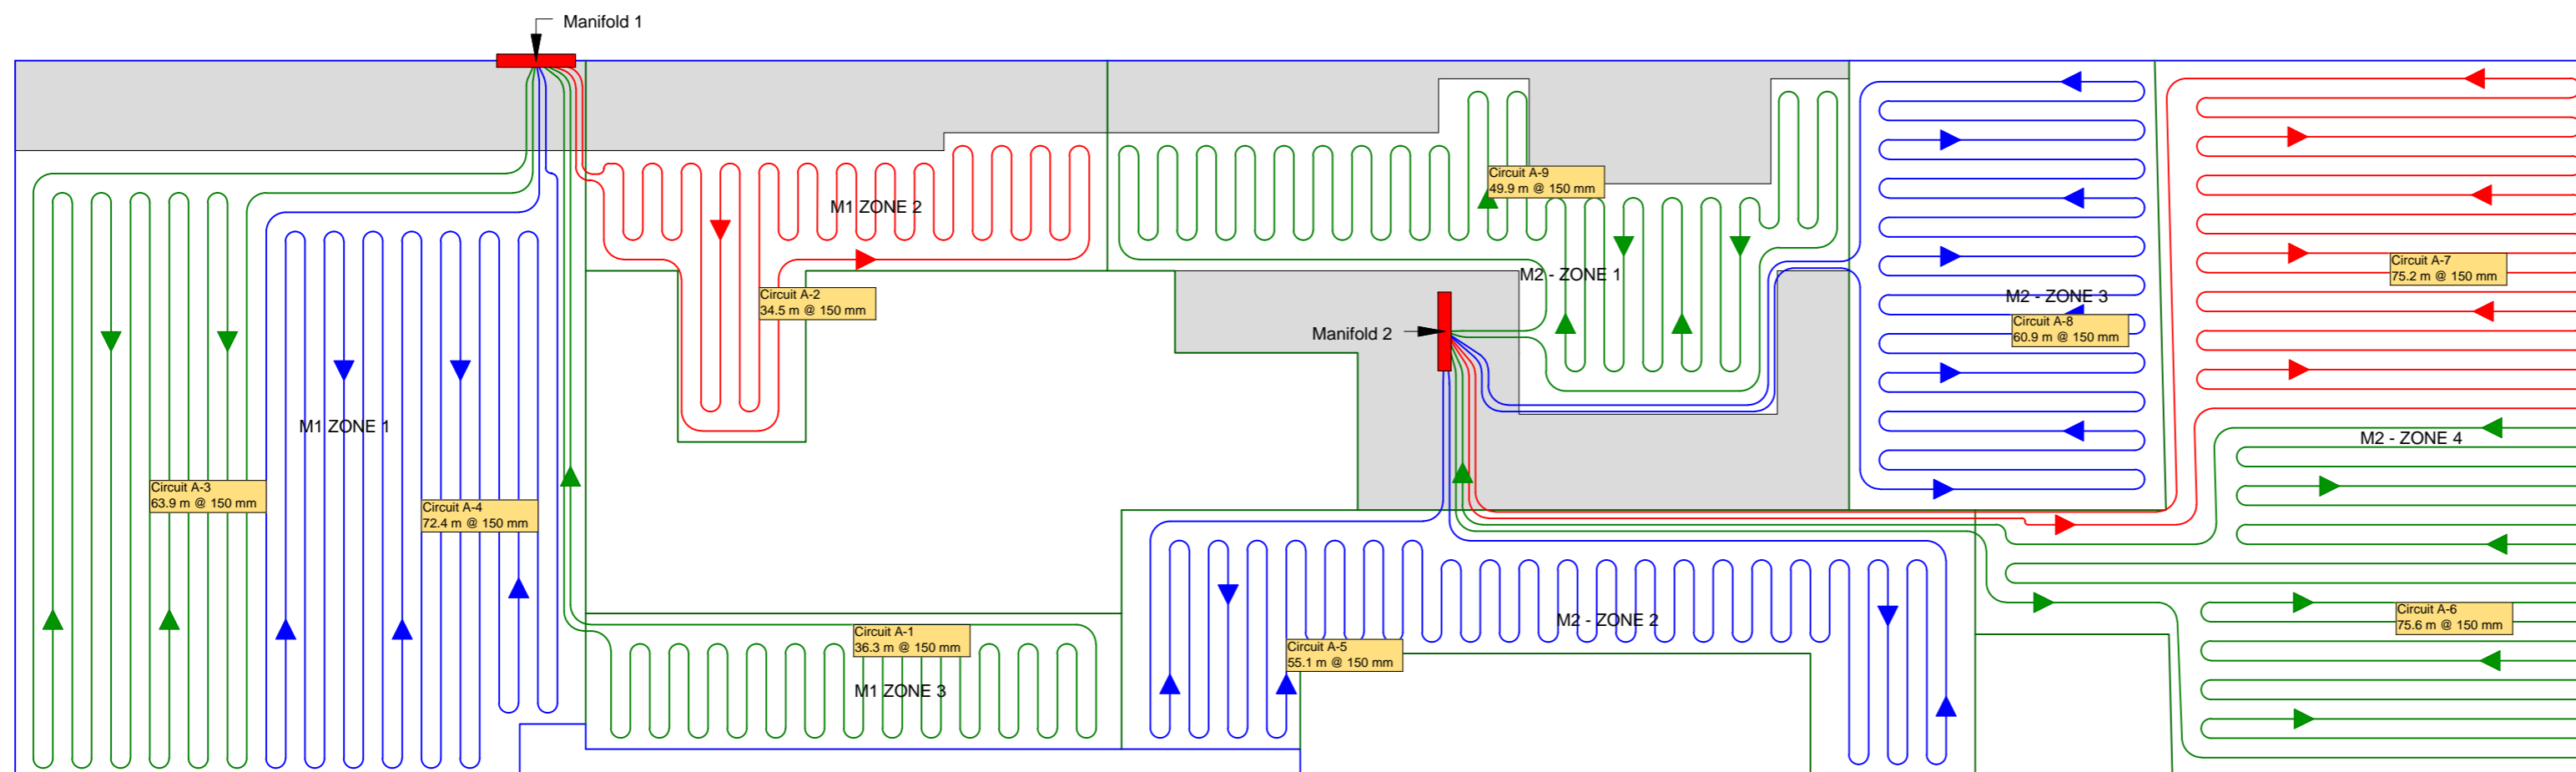 Manifold 1
Circuit A-9
49.9 m @ 150 mm
M1 ZONE 2
Circuit A-7
75.2 m @ 150 mm
M2 - ZONE 1
M2 - ZONE 3
Circuit A-2
34.5 m @ 150 mm
Circuit A-8
60.9 m @ 150 mm
Manifold 2
M1 ZONE 1
M2 - ZONE 4
Circuit A-3
63.9 m @ 150 mm
Circuit A-4
72.4 m @ 150 mm
Circuit A-6
75.6 m @ 150 mm
M2 - ZONE 2
Circuit A-1
36.3 m @ 150 mm
Circuit A-5
55.1 m @ 150 mm
M1 ZONE 3